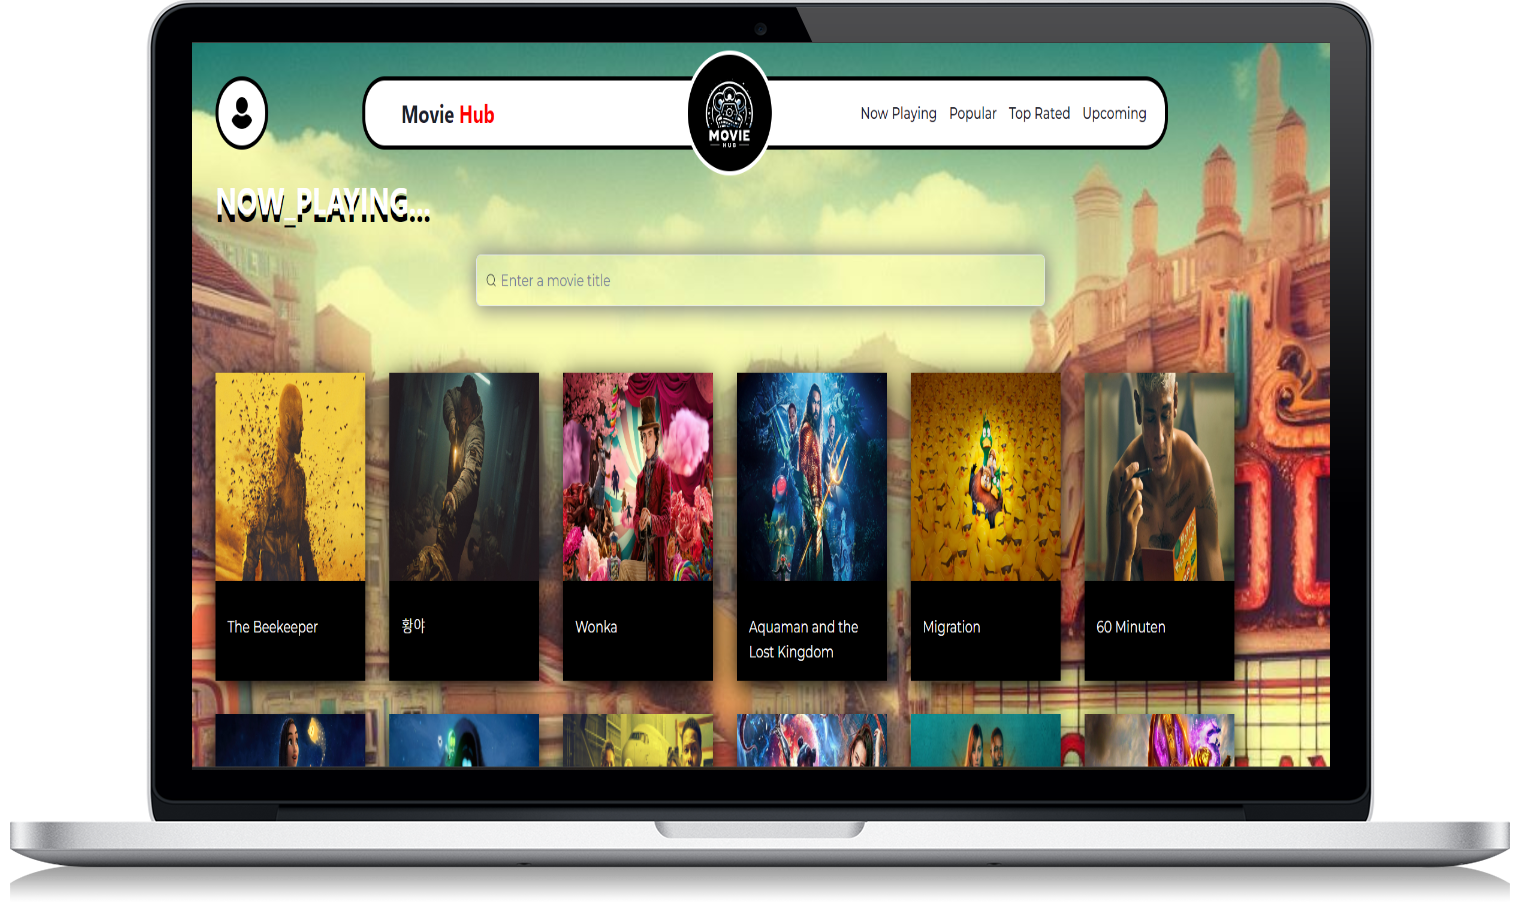 Movie Hub
MOVIE
HUB
Now Playing Popular Top Rated Upcoming
NOW_PLAYING...
Enter a movie title
The Beekeeper
황야
Wonka
Aquaman and the
Lost Kingdom
Migration
60 Minuten